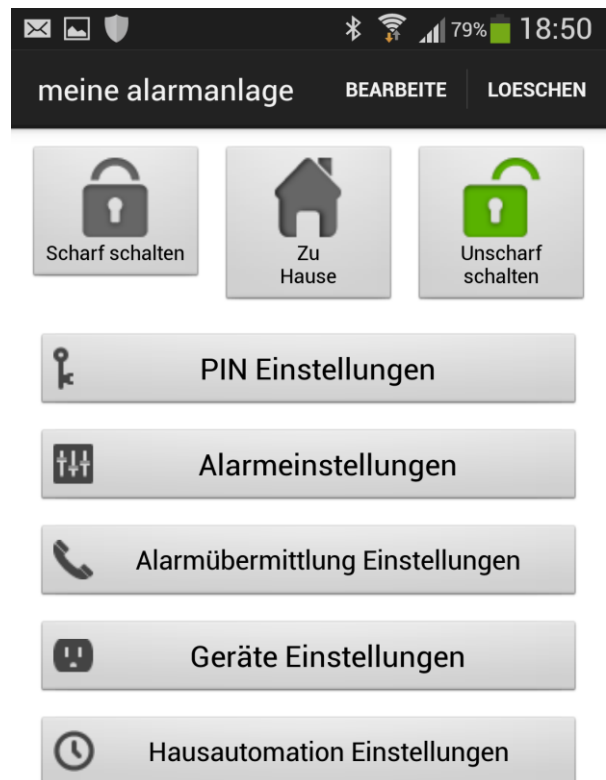 79% 18:50
meine alarmanlage BEARBEITE LOESCHEN
Scharf schalten
Zu
Hause
Unscharf
schalten
PIN Einstellungen
Alarmeinstellungen
Alarmübermittlung Einstellungen
Geräte Einstellungen
Hausautomation Einstellungen